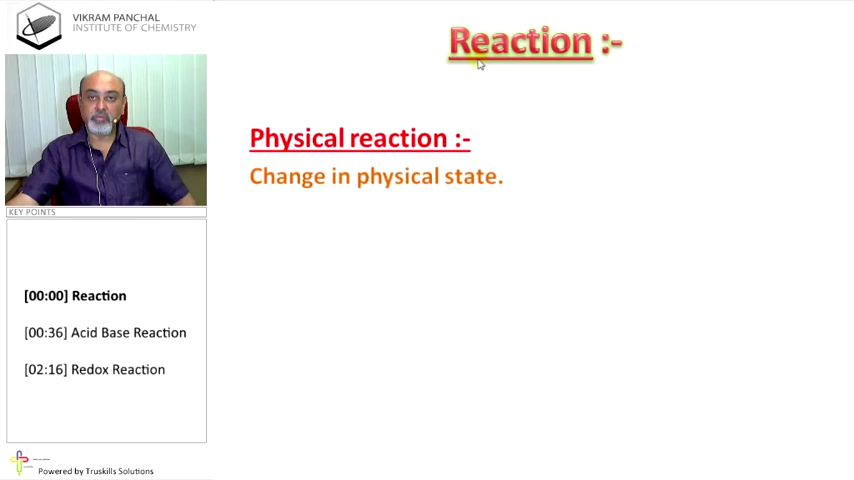 VIKRAM PANCHAL
INSTITUTE OF CHEMISTRY
Reaction :-
Physical reaction :-
Change in physical state.
KEY POINTS
[00:00] Reaction
[00:36] Acid Base Reaction
[02:16] Redox Reaction
Powered by Truskills Solutions